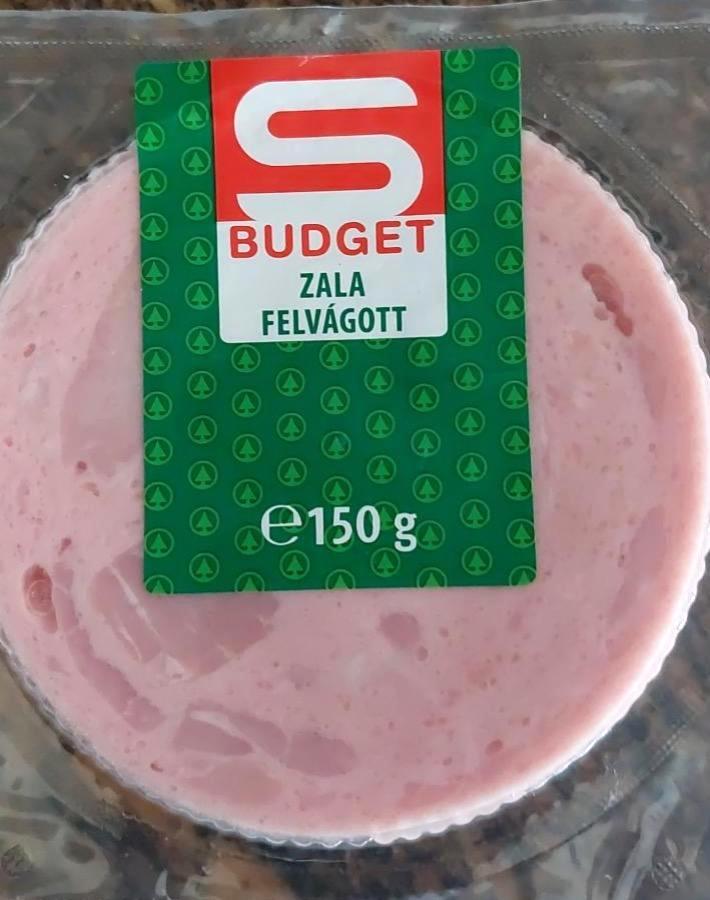 S
BUDGET
ZALA
FELVÁGOTT
℮150 g